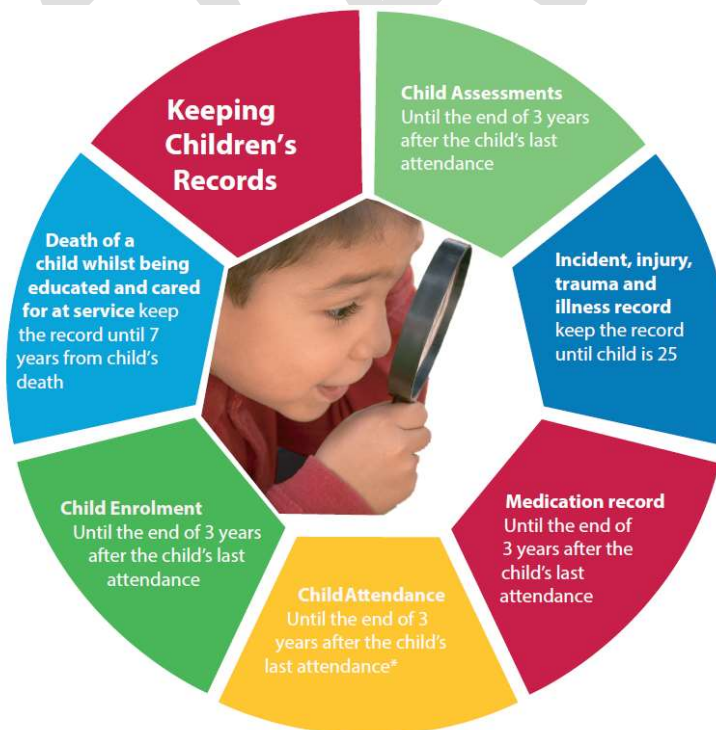 Keeping
Children's
Records
Child Assessments
Until the end of 3 years
after the child's last
attendance
Incident, injury,
trauma and
illness record
keep the record
until child is 25
Medication record
Until the end of
3 years after the
child's last
attendance
Child Attendance
Until the end of 3
years after the child's
last attendance*
Child Enrolment
Until the end of 3 years
after the child's last
attendance
Death of a
child whilst being
educated and cared
for at service keep
the record until 7
years from child's
death